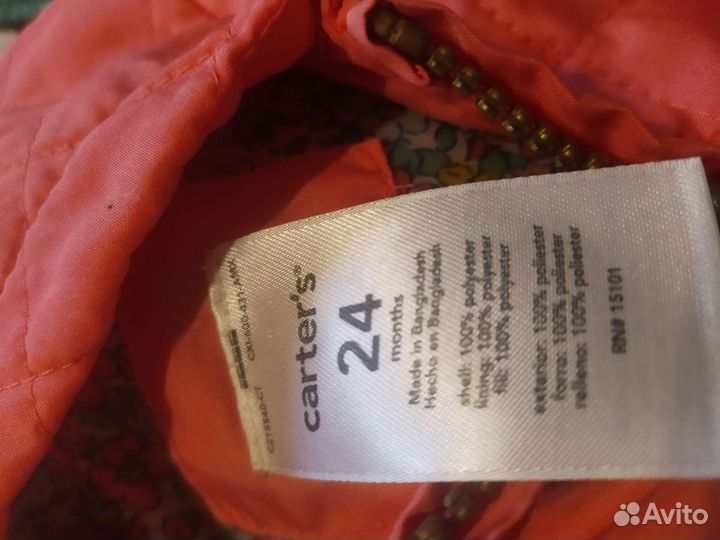 carter's®
24
months
Made in Bangladesh
Hecho en Bangladesh
shell: 100% polyester
lining: 100% polyester
fill: 100% polyester
exterior: 100% poliester
forro: 100% poliester
relleno: 100% poliester
RN# 15101
Avito